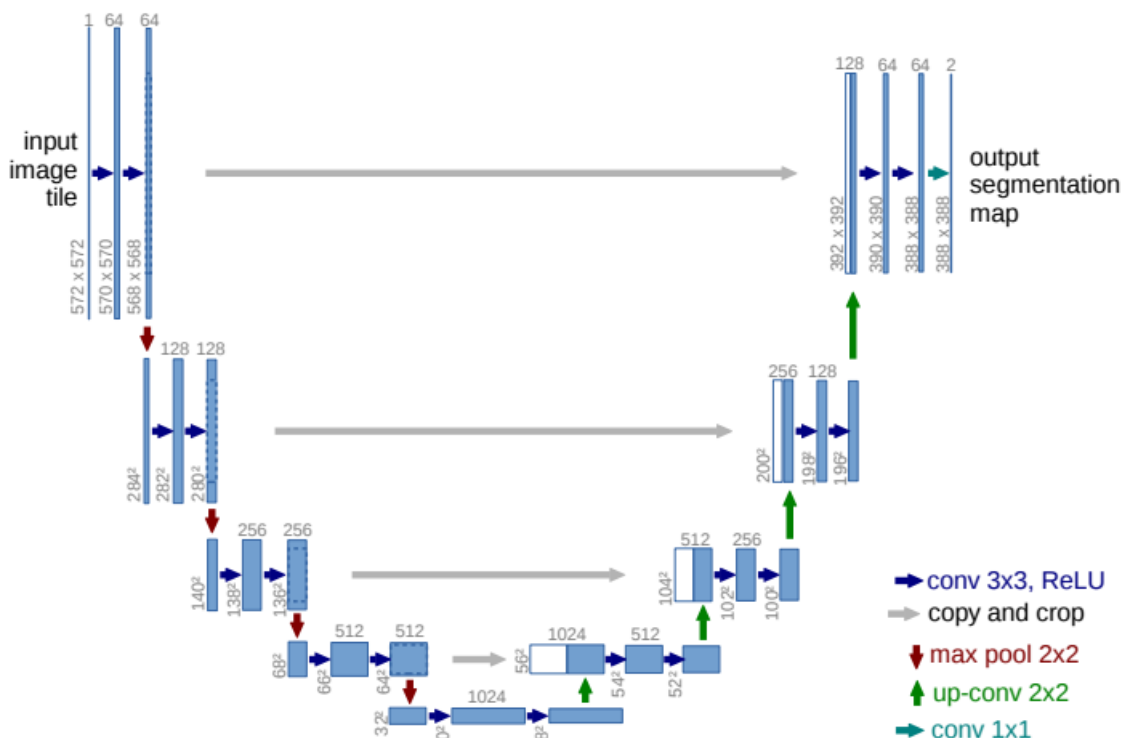 1 64 64
input
image
tile
572 x 572
570 x 570
568 x 568
128 64 64 2
output
segmentation
map
392 x 392
390 x 390
388 x 388
388 x 388
128 128
284²
282²
280²
256 128
200²
198²
196²
256 256
140²
138²
136²
512 256
104²
102²
100²
512 512
68²
66²
64²
1024 512
56²
54²
52²
1024
32²
conv 3x3, ReLU
copy and crop
max pool 2x2
up-conv 2x2
conv 1x1